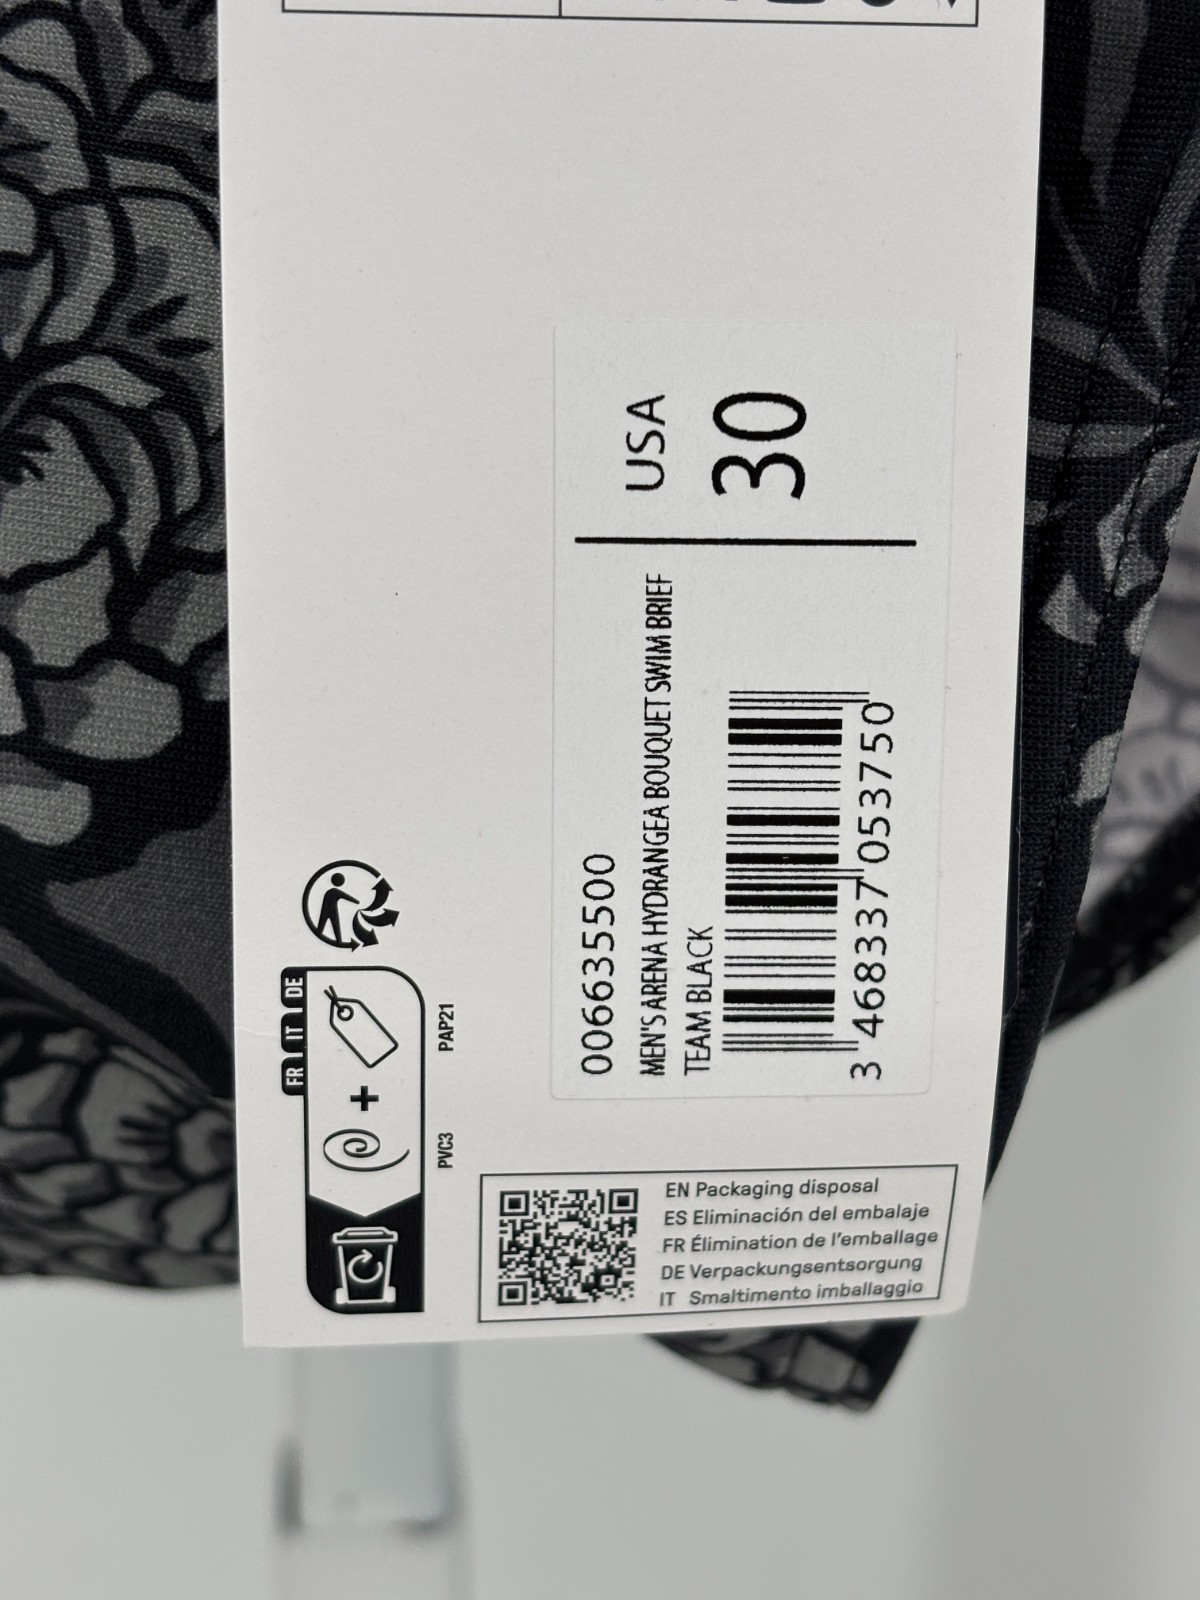 USA
30
006635500
MEN'S ARENA HYDRANGEA BOUQUET SWIM BRIEF
TEAM BLACK
3 468337 053750
FR IT DE
PVC3 PAP21
EN Packaging disposal
ES Eliminación del embalaje
FR Élimination de l'emballage
DE Verpackungsentsorgung
IT Smaltimento imballaggio